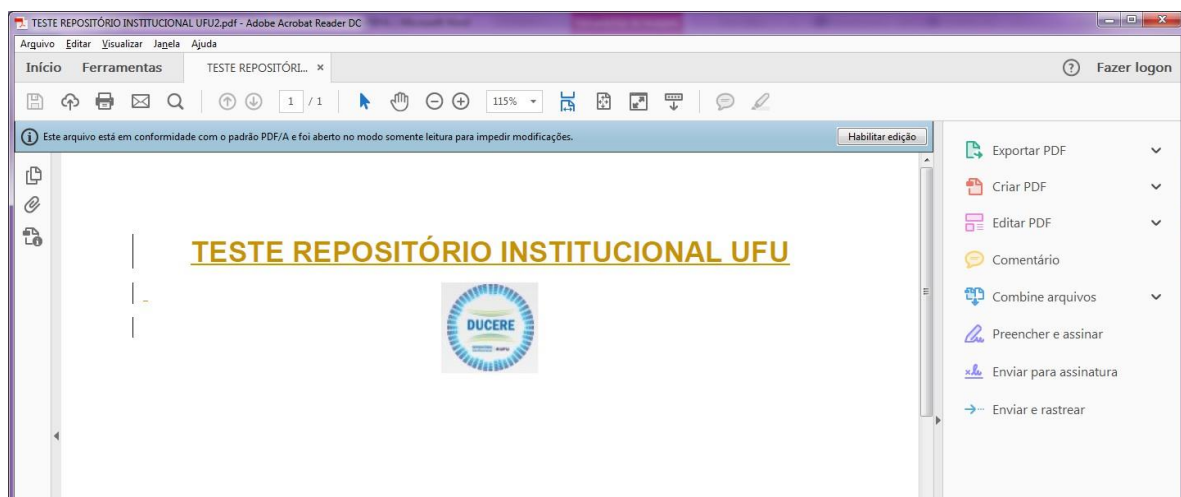 TESTE REPOSITÓRIO INSTITUCIONAL UFU2.pdf - Adobe Acrobat Reader DC
Arquivo Editar Visualizar Janela Ajuda
Início Ferramentas TESTE REPOSITÓRI... × Fazer logon
1 / 1 115%
Este arquivo está em conformidade com o padrão PDF/A e foi aberto no modo somente leitura para impedir modificações. Habilitar edição
Exportar PDF
Criar PDF
Editar PDF
TESTE REPOSITÓRIO INSTITUCIONAL UFU
Comentário
Combine arquivos
DUCERE
Preencher e assinar
Enviar para assinatura
Enviar e rastrear